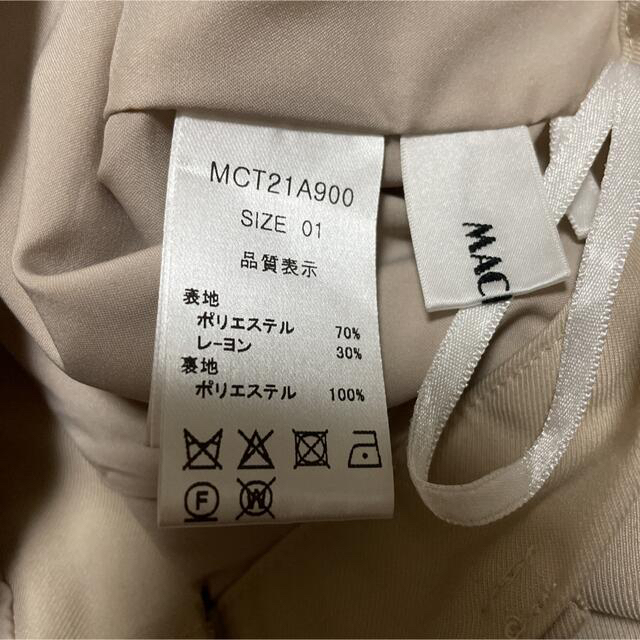 MCT21A900
SIZE 01
品質表示
表地
ポリエステル 70%
レーヨン 30%
裏地
ポリエステル 100%
F
W